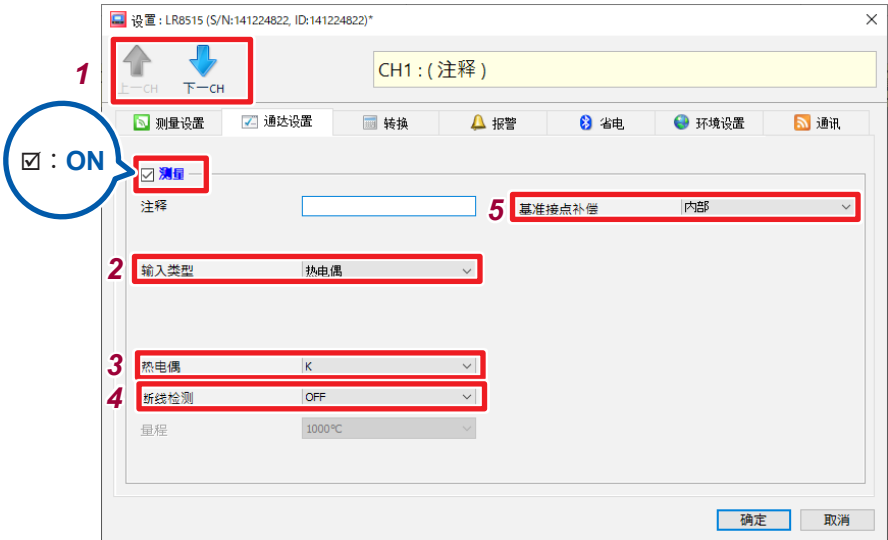 设置 : LR8515 (S/N:141224822, ID:141224822)*
1
上一CH 下一CH
CH1 : ( 注释 )
测量设置 通达设置 转换 报警 省电 环境设置 通讯
☑ : ON
☑ 测量
注释
5 基准接点补偿 内部
2 输入类型 热电偶
3 热电偶 K
4 断线检测 OFF
量程 1000℃
确定 取消